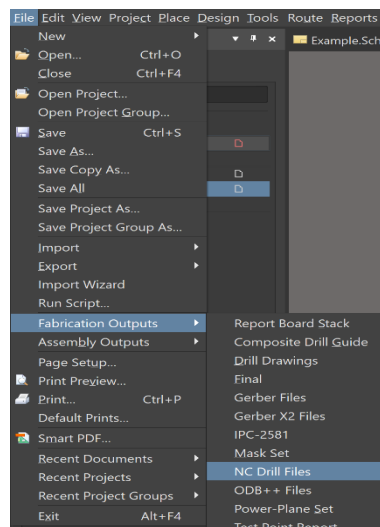 File Edit View Project Place Design Tools Route Reports
New
Example.Sch
Open... Ctrl+O
Close Ctrl+F4
Open Project...
Open Project Group...
Save Ctrl+S
Save As...
Save Copy As...
Save All
Save Project As...
Save Project Group As...
Import
Export
Import Wizard
Run Script...
Fabrication Outputs
Report Board Stack
Assembly Outputs
Composite Drill Guide
Page Setup...
Drill Drawings
Print Preview...
Final
Print... Ctrl+P
Gerber Files
Default Prints...
Gerber X2 Files
Smart PDF...
IPC-2581
Recent Documents
Mask Set
Recent Projects
NC Drill Files
Recent Project Groups
ODB++ Files
Exit Alt+F4
Power-Plane Set
Test Point Report